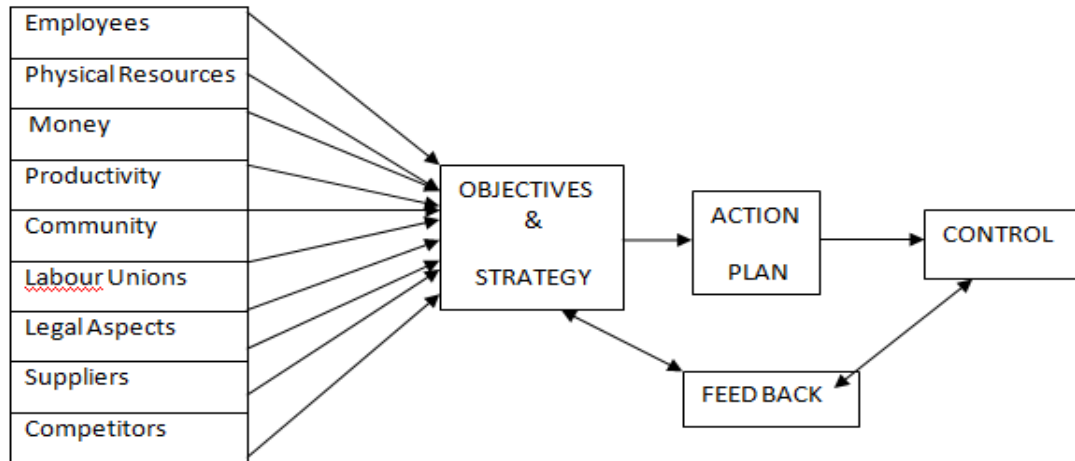 Employees
Physical Resources
Money
Productivity
Community
Labour Unions
Legal Aspects
Suppliers
Competitors
OBJECTIVES
&
STRATEGY
ACTION
PLAN
CONTROL
FEED BACK